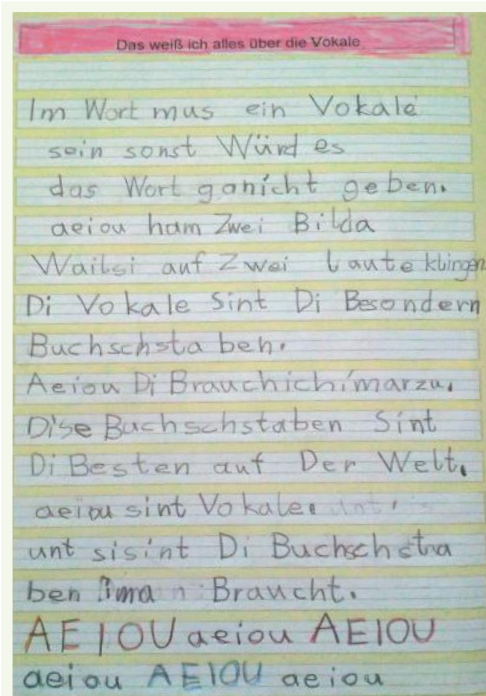 Das weiß ich alles über die Vokale
Im Wort mus ein Vokale
sein sonst Würd es
das Wort ganicht geben.
aeiou ham Zwei Bilda
Wailsi auf Zwei Laute klingen
Di Vokale Sint Di Besondern
Buchschstaben.
Aeiou Di Brauchichimarzu.
Dise Buchschstaben Sint
Di Besten auf Der Welt.
aeiou sint Vokale.
unt sisint Di Buchschsta
ben Braucht.
AEIOU aeiou AEIOU
aeiou AEIOU aeiou